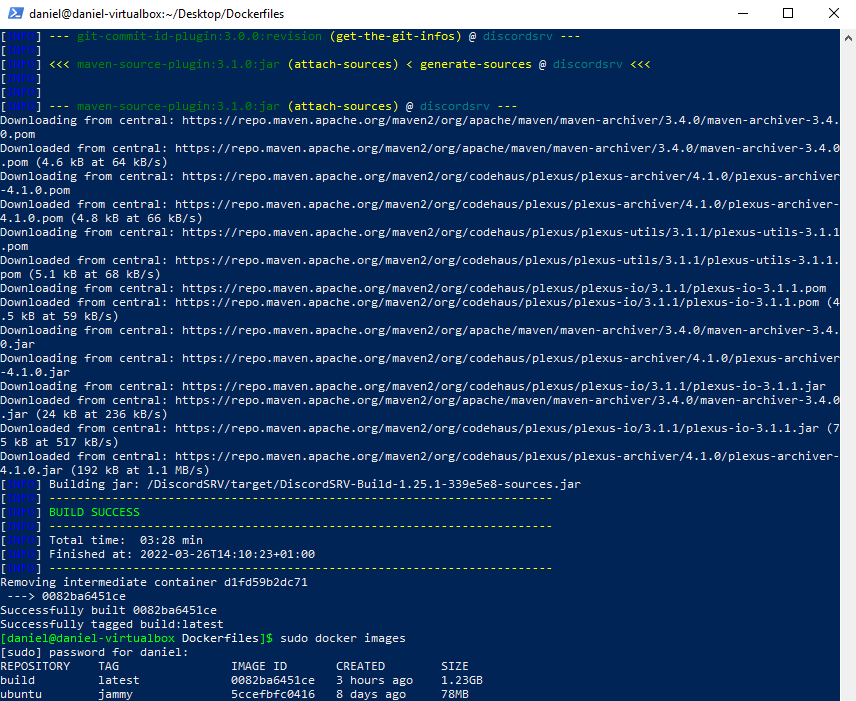 daniel@daniel-virtualbox:~/Desktop/Dockerfiles
[INFO] --- git-commit-id-plugin:3.0.0:revision (get-the-git-infos) @ discordsrv ---
[INFO]
[INFO] <<< maven-source-plugin:3.1.0:jar (attach-sources) < generate-sources @ discordsrv <<<
[INFO]
[INFO]
[INFO] --- maven-source-plugin:3.1.0:jar (attach-sources) @ discordsrv ---
Downloading from central: https://repo.maven.apache.org/maven2/org/apache/maven/maven-archiver/3.4.0/maven-archiver-3.4.
0.pom
Downloaded from central: https://repo.maven.apache.org/maven2/org/apache/maven/maven-archiver/3.4.0/maven-archiver-3.4.0
.pom (4.6 kB at 64 kB/s)
Downloading from central: https://repo.maven.apache.org/maven2/org/codehaus/plexus/plexus-archiver/4.1.0/plexus-archiver
-4.1.0.pom
Downloaded from central: https://repo.maven.apache.org/maven2/org/codehaus/plexus/plexus-archiver/4.1.0/plexus-archiver-
4.1.0.pom (4.8 kB at 66 kB/s)
Downloading from central: https://repo.maven.apache.org/maven2/org/codehaus/plexus/plexus-utils/3.1.1/plexus-utils-3.1.1
.pom
Downloaded from central: https://repo.maven.apache.org/maven2/org/codehaus/plexus/plexus-utils/3.1.1/plexus-utils-3.1.1.
pom (5.1 kB at 68 kB/s)
Downloading from central: https://repo.maven.apache.org/maven2/org/codehaus/plexus/plexus-io/3.1.1/plexus-io-3.1.1.pom
Downloaded from central: https://repo.maven.apache.org/maven2/org/codehaus/plexus/plexus-io/3.1.1/plexus-io-3.1.1.pom (4
.5 kB at 59 kB/s)
Downloading from central: https://repo.maven.apache.org/maven2/org/apache/maven/maven-archiver/3.4.0/maven-archiver-3.4.
0.jar
Downloading from central: https://repo.maven.apache.org/maven2/org/codehaus/plexus/plexus-archiver/4.1.0/plexus-archiver
-4.1.0.jar
Downloading from central: https://repo.maven.apache.org/maven2/org/codehaus/plexus/plexus-io/3.1.1/plexus-io-3.1.1.jar
Downloaded from central: https://repo.maven.apache.org/maven2/org/apache/maven/maven-archiver/3.4.0/maven-archiver-3.4.0
.jar (24 kB at 236 kB/s)
Downloaded from central: https://repo.maven.apache.org/maven2/org/codehaus/plexus/plexus-io/3.1.1/plexus-io-3.1.1.jar (7
5 kB at 517 kB/s)
Downloaded from central: https://repo.maven.apache.org/maven2/org/codehaus/plexus/plexus-archiver/4.1.0/plexus-archiver-
4.1.0.jar (192 kB at 1.1 MB/s)
[INFO] Building jar: /DiscordSRV/target/DiscordSRV-Build-1.25.1-339e5e8-sources.jar
[INFO] ------------------------------------------------------------------------
[INFO] BUILD SUCCESS
[INFO] ------------------------------------------------------------------------
[INFO] Total time:  03:28 min
[INFO] Finished at: 2022-03-26T14:10:23+01:00
[INFO] ------------------------------------------------------------------------
Removing intermediate container d1fd59b2dc71
 ---> 0082ba6451ce
Successfully built 0082ba6451ce
Successfully tagged build:latest
[daniel@daniel-virtualbox Dockerfiles]$ sudo docker images
[sudo] password for daniel:
REPOSITORY    TAG                IMAGE ID       CREATED        SIZE
build         latest             0082ba6451ce   3 hours ago    1.23GB
ubuntu        jammy              5ccefbfc0416   8 days ago     78MB